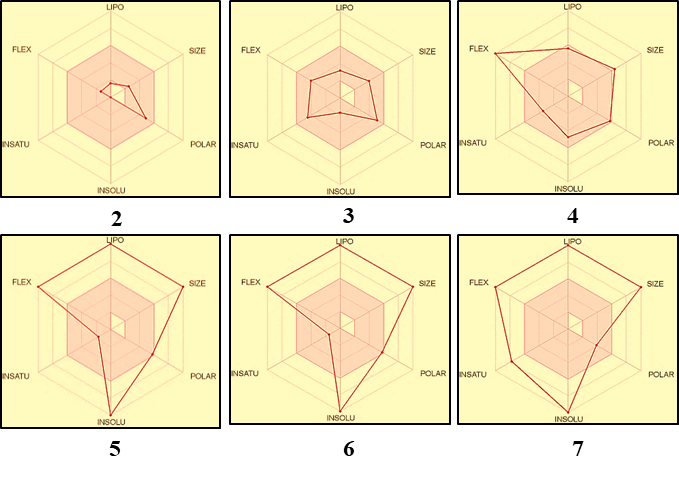 LIPO LIPO LIPO
FLEX SIZE FLEX SIZE FLEX SIZE
INSATU POLAR INSATU POLAR INSATU POLAR
INSOLU INSOLU INSOLU
2 3 4
LIPO LIPO LIPO
FLEX SIZE FLEX SIZE FLEX SIZE
INSATU POLAR INSATU POLAR INSATU POLAR
INSOLU INSOLU INSOLU
5 6 7